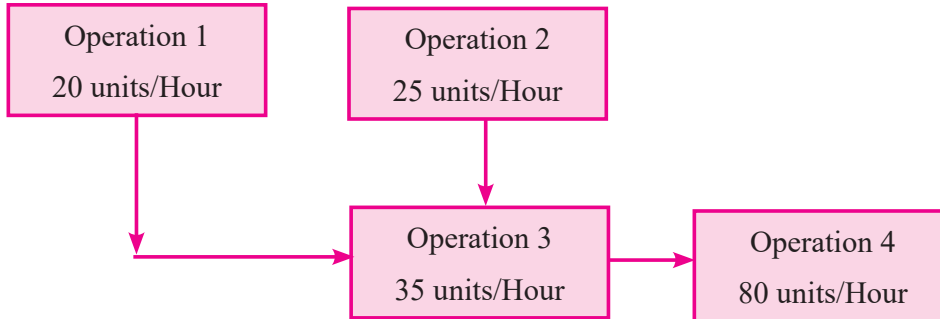 Operation 1
20 units/Hour
Operation 2
25 units/Hour
Operation 3
35 units/Hour
Operation 4
80 units/Hour